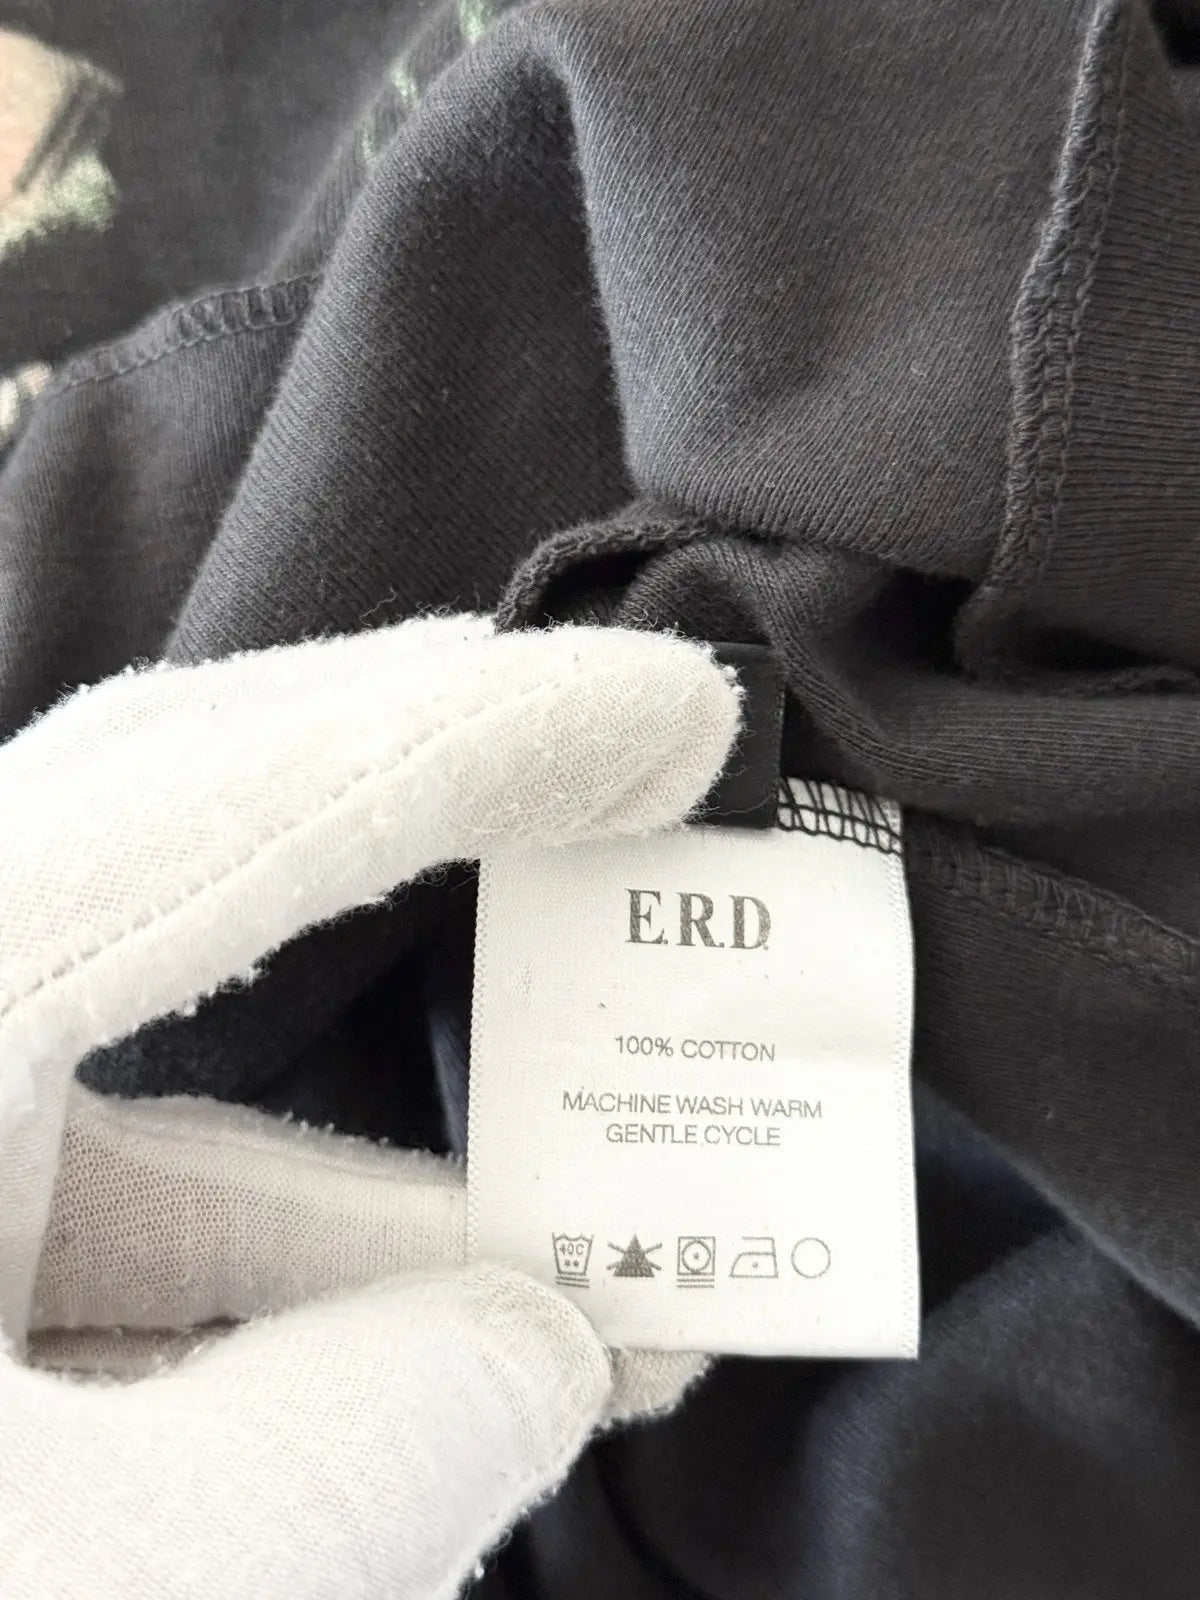 E.R.D.
100% COTTON
MACHINE WASH WARM
GENTLE CYCLE
40C